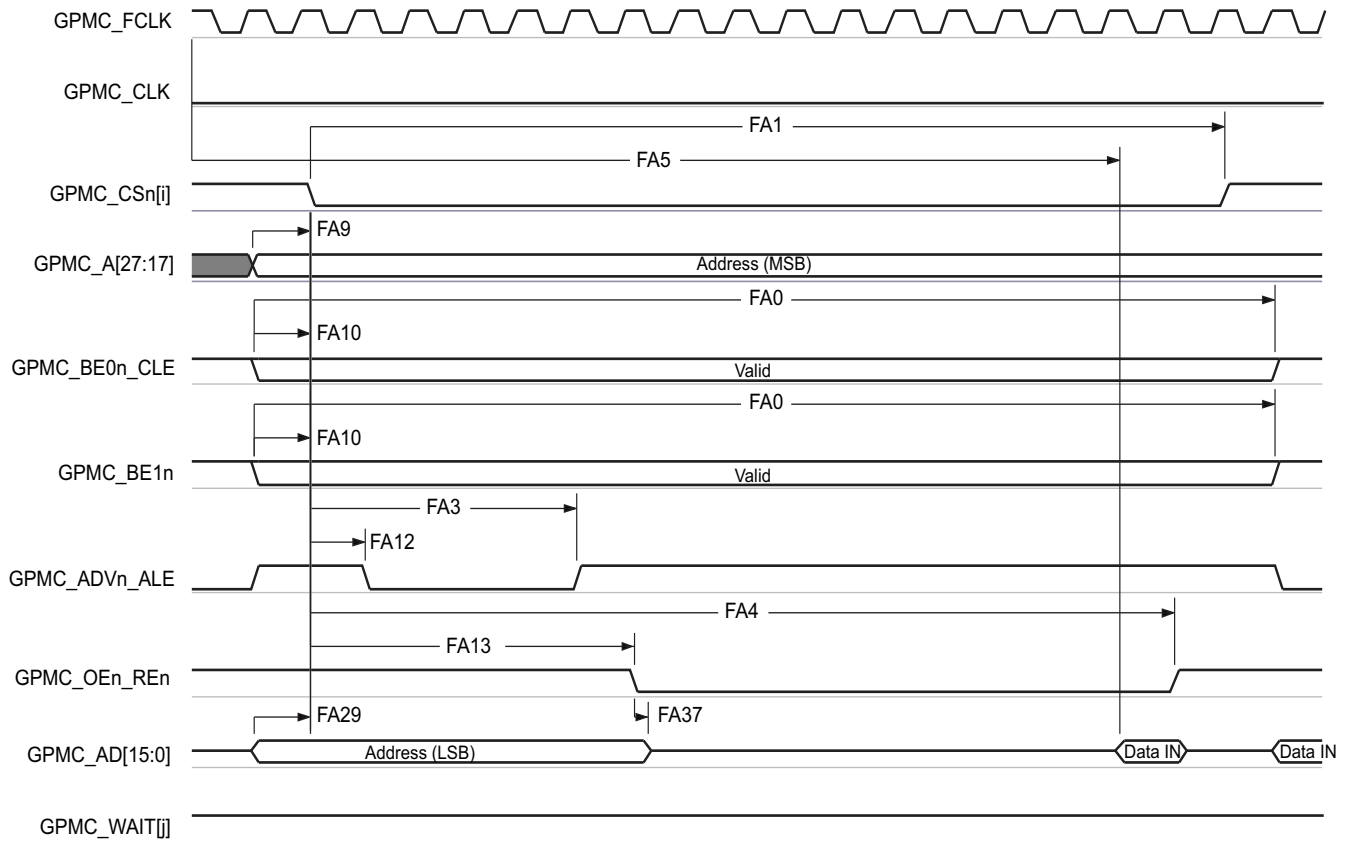 GPMC_FCLK
GPMC_CLK
FA1
FA5
GPMC_CSn[i]
FA9
GPMC_A[27:17] Address (MSB)
FA0
FA10
GPMC_BE0n_CLE Valid
FA0
FA10
GPMC_BE1n Valid
FA3
FA12
GPMC_ADVn_ALE
FA4
FA13
GPMC_OEn_REn
FA29 FA37
GPMC_AD[15:0] Address (LSB) Data IN Data IN
GPMC_WAIT[j]